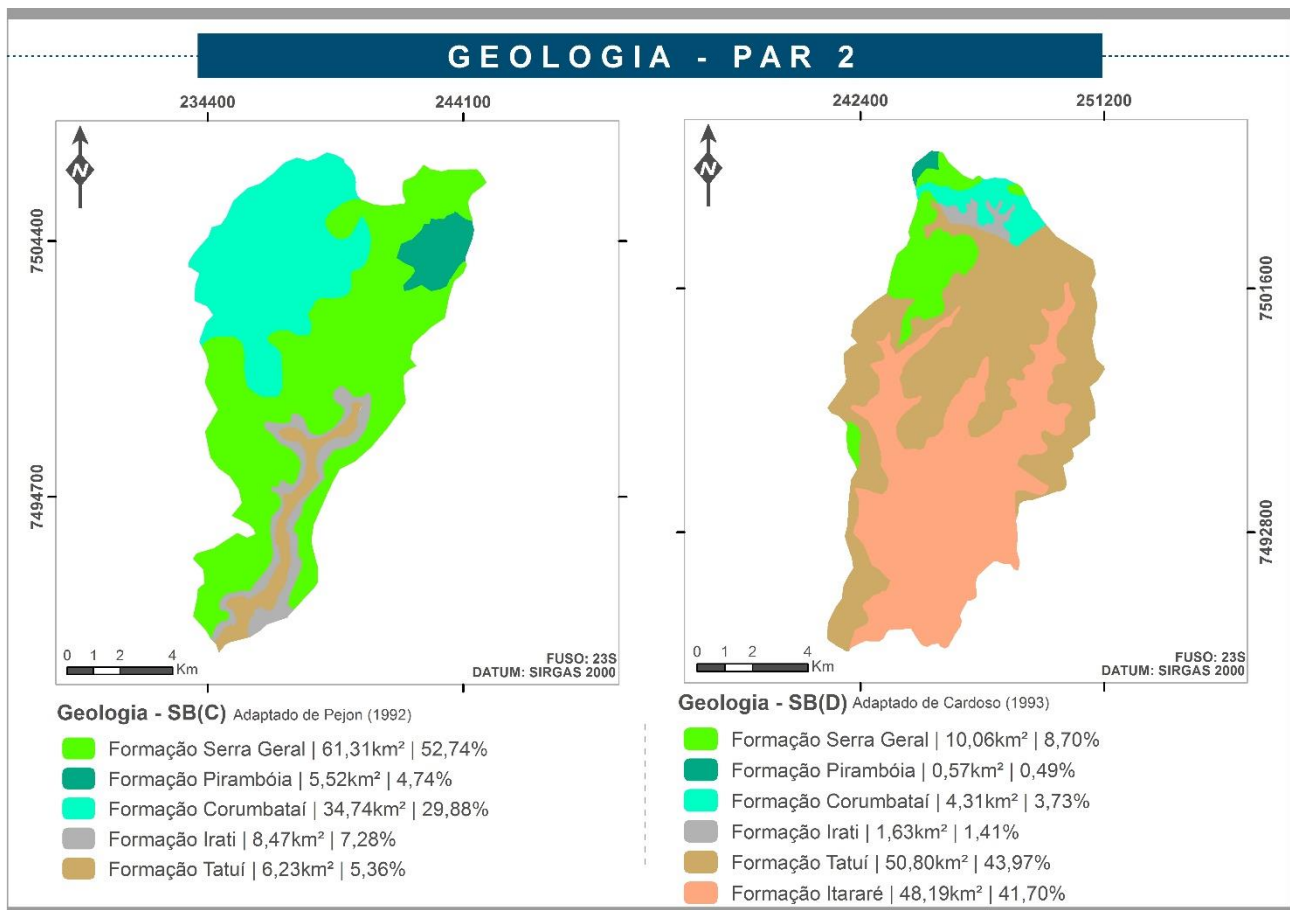 GEOLOGIA - PAR 2
234400 244100
7504400
7494700
N
0 1 2 4
Km
FUSO: 23S
DATUM: SIRGAS 2000
Geologia - SB(C) Adaptado de Pejon (1992)
Formação Serra Geral | 61,31km² | 52,74%
Formação Pirambóia | 5,52km² | 4,74%
Formação Corumbataí | 34,74km² | 29,88%
Formação Irati | 8,47km² | 7,28%
Formação Tatuí | 6,23km² | 5,36%
242400 251200
7501600
7492800
N
0 1 2 4
Km
FUSO: 23S
DATUM: SIRGAS 2000
Geologia - SB(D) Adaptado de Cardoso (1993)
Formação Serra Geral | 10,06km² | 8,70%
Formação Pirambóia | 0,57km² | 0,49%
Formação Corumbataí | 4,31km² | 3,73%
Formação Irati | 1,63km² | 1,41%
Formação Tatuí | 50,80km² | 43,97%
Formação Itararé | 48,19km² | 41,70%